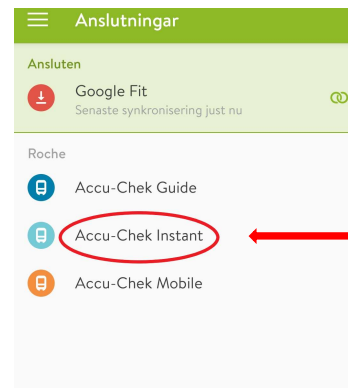 Anslutningar
Ansluten
Google Fit
Senaste synkronisering just nu
Roche
Accu-Chek Guide
Accu-Chek Instant
Accu-Chek Mobile